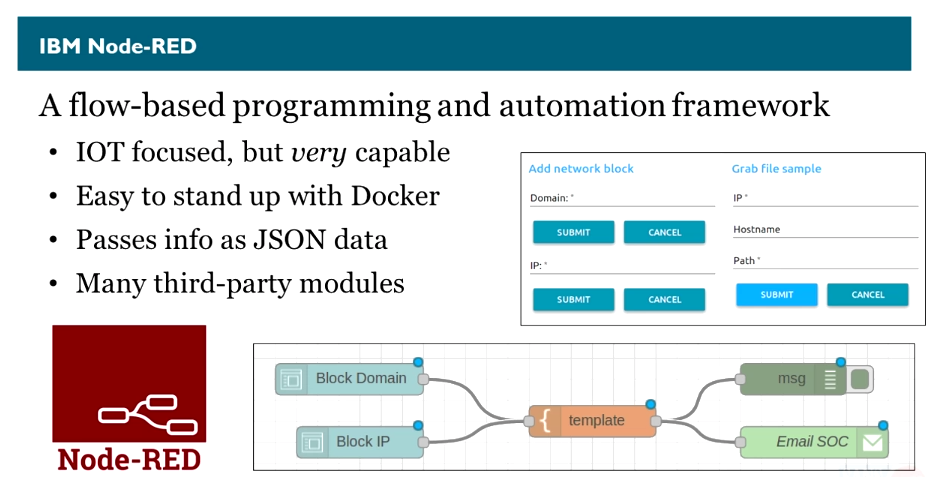 IBM Node-RED
A flow-based programming and automation framework
• IOT focused, but very capable
• Easy to stand up with Docker
• Passes info as JSON data
• Many third-party modules
Add network block
Domain: *
SUBMIT CANCEL
IP: *
SUBMIT CANCEL
Grab file sample
IP *
Hostname
Path *
SUBMIT CANCEL
Node-RED
Block Domain
Block IP
{ template
msg
Email SOC